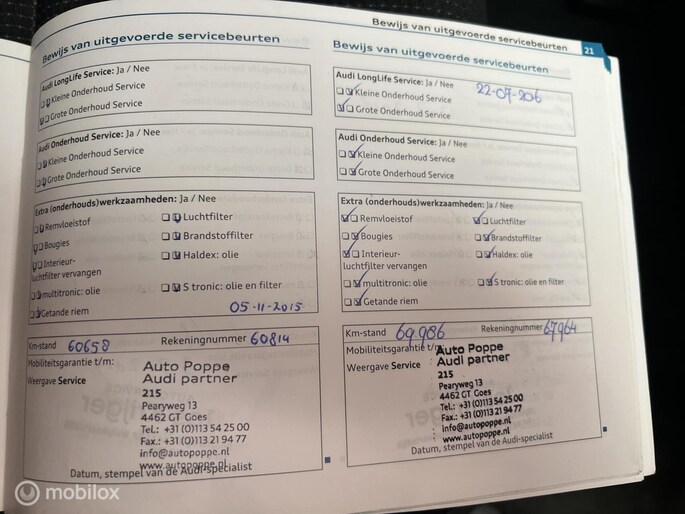 Bewijs van uitgevoerde servicebeurten 21
Bewijs van uitgevoerde servicebeurten
Audi LongLife Service: Ja / Nee
Kleine Onderhoud Service
Grote Onderhoud Service
Audi Onderhoud Service: Ja / Nee
Kleine Onderhoud Service
Grote Onderhoud Service
Extra (onderhouds)werkzaamheden: Ja / Nee
Remvloeistof
Luchtfilter
Bougies
Brandstoffilter
Interieur-
luchtfilter vervangen
Haldex: olie
multitronic: olie
S tronic: olie en filter
Getande riem
05-11-2015
Km-stand 60658 Rekeningnummer 60814
Mobiliteitsgarantie t/m:
Weergave Service
Auto Poppe
Audi partner
215
Pearyweg 13
4462 GT Goes
Tel.: +31 (0)113 54 25 00
Fax.: +31 (0)113 21 94 77
info@autopoppe.nl
www.autopoppe.nl
Datum, stempel van de Audi-specialist
Bewijs van uitgevoerde servicebeurten
Audi LongLife Service: Ja / Nee
22-07-206
Kleine Onderhoud Service
Grote Onderhoud Service
Audi Onderhoud Service: Ja / Nee
Kleine Onderhoud Service
Grote Onderhoud Service
Extra (onderhouds)werkzaamheden: Ja / Nee
Remvloeistof
Luchtfilter
Bougies
Brandstoffilter
Interieur-
luchtfilter vervangen
Haldex: olie
multitronic: olie
S tronic: olie en filter
Getande riem
Km-stand 69.986 Rekeningnummer 67964
Mobiliteitsgarantie t/m:
Weergave Service
Auto Poppe
Audi partner
215
Pearyweg 13
4462 GT Goes
Tel.: +31 (0)113 54 25 00
Fax.: +31 (0)113 21 94 77
info@autopoppe.nl
www.autopoppe.nl
Datum, stempel van de Audi-specialist
mobilox